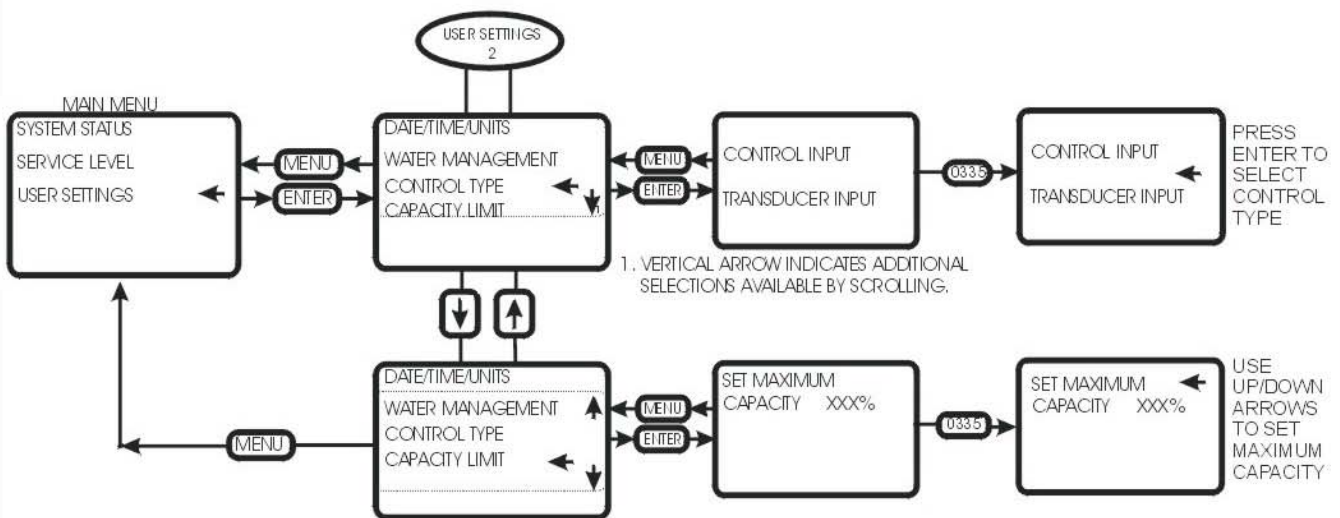 USER SETTINGS
2
MAIN MENU
SYSTEM STATUS
SERVICE LEVEL
USER SETTINGS
MENU
ENTER
DATE/TIME/UNITS
WATER MANAGEMENT
CONTROL TYPE
CAPACITY LIMIT
1
MENU
ENTER
CONTROL INPUT
TRANSDUCER INPUT
0335
CONTROL INPUT
TRANSDUCER INPUT
PRESS
ENTER TO
SELECT
CONTROL
TYPE
1. VERTICAL ARROW INDICATES ADDITIONAL
SELECTIONS AVAILABLE BY SCROLLING.
MENU
DATE/TIME/UNITS
WATER MANAGEMENT
CONTROL TYPE
CAPACITY LIMIT
MENU
ENTER
SET MAXIMUM
CAPACITY XXX%
0335
SET MAXIMUM
CAPACITY XXX%
USE
UP/DOWN
ARROWS
TO SET
MAXIMUM
CAPACITY